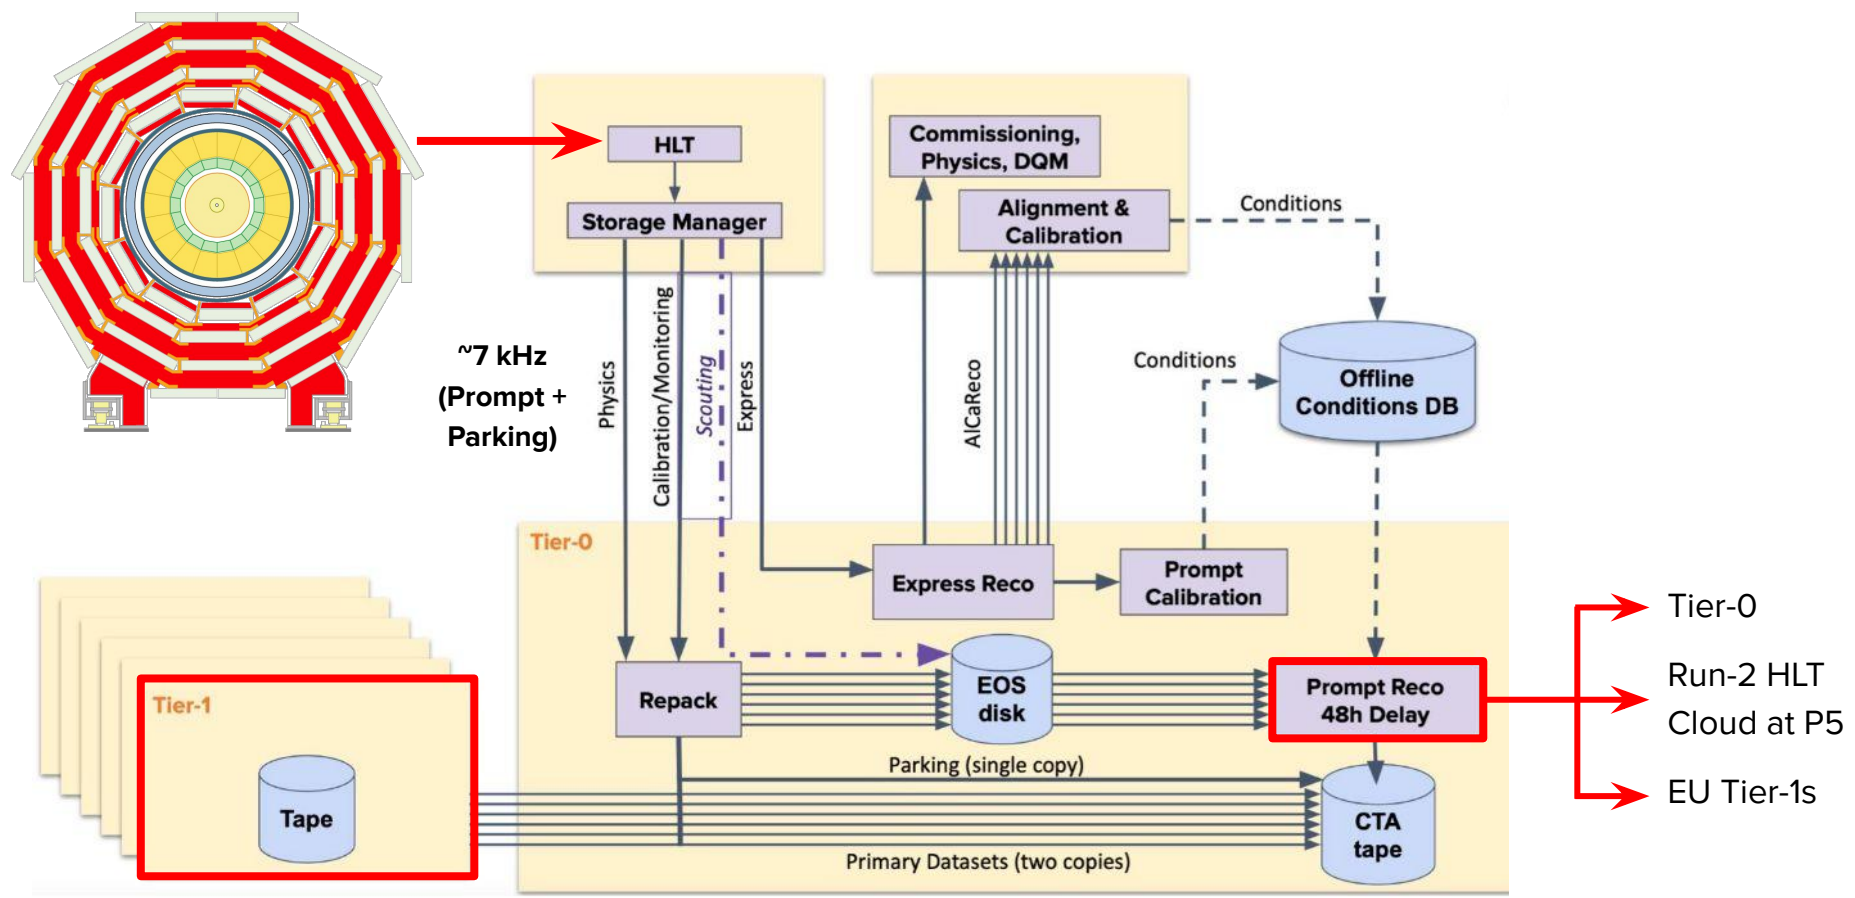 HLT
Storage Manager
Commissioning,
Physics, DQM
Alignment &
Calibration
Conditions
~7 kHz
(Prompt +
Parking)
Physics
Calibration/Monitoring
Scouting
Express
AlCaReco
Conditions
Offline
Conditions DB
Tier-0
Express Reco
Prompt
Calibration
Repack
EOS
disk
Prompt Reco
48h Delay
Tier-0
Run-2 HLT
Cloud at P5
EU Tier-1s
Tier-1
Tape
Parking (single copy)
CTA
tape
Primary Datasets (two copies)